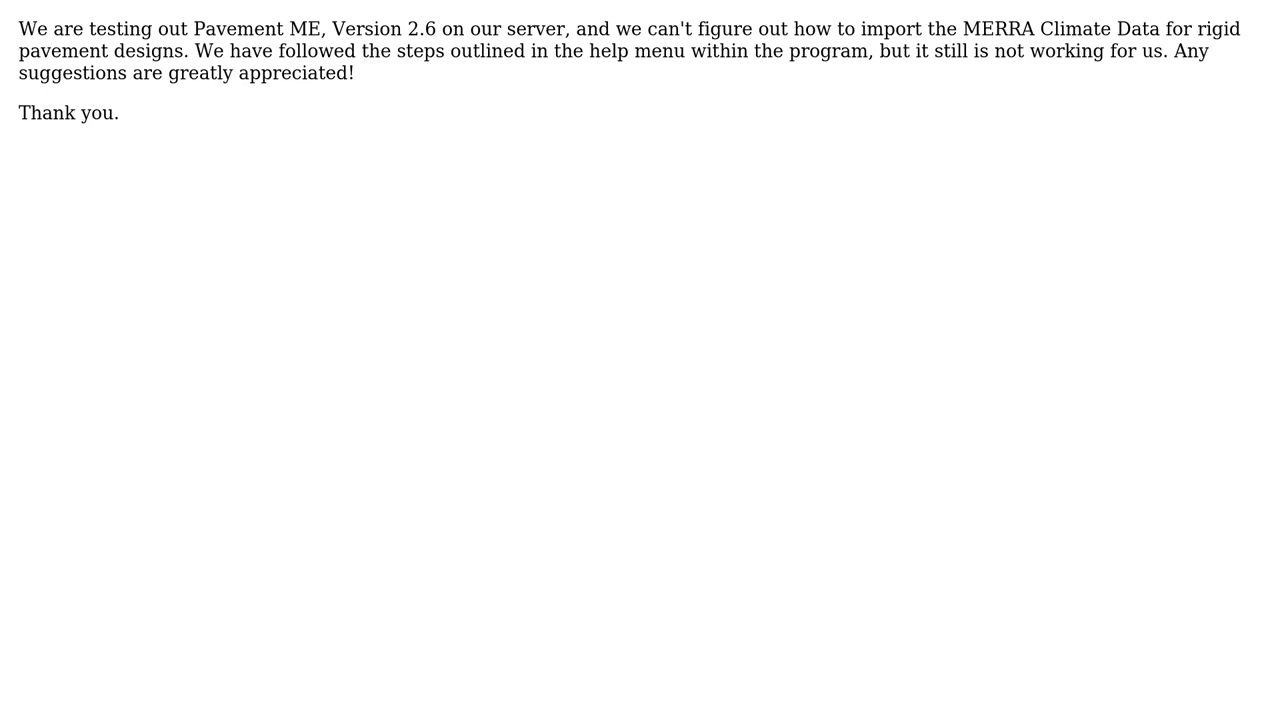 We are testing out Pavement ME, Version 2.6 on our server, and we can't figure out how to import the MERRA Climate Data for rigid
pavement designs. We have followed the steps outlined in the help menu within the program, but it still is not working for us. Any
suggestions are greatly appreciated!
Thank you.